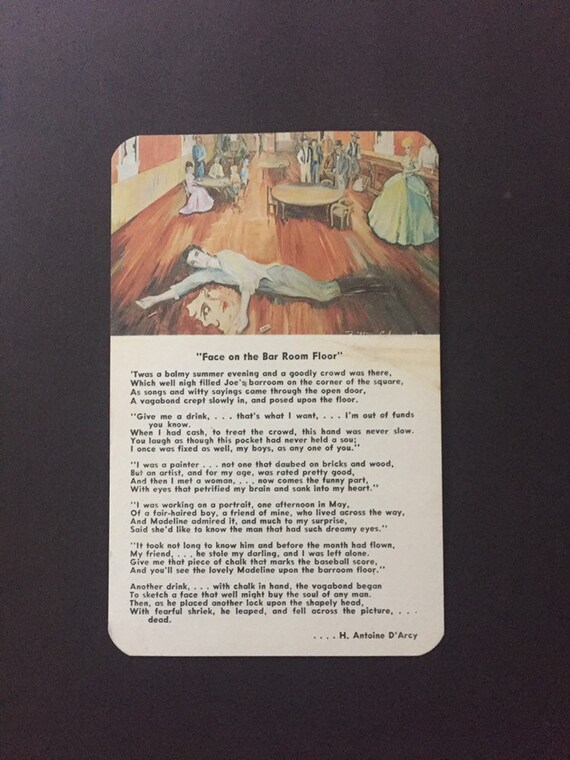 "Face on the Bar Room Floor"
'Twas a balmy summer evening and a goodly crowd was there,
Which well nigh filled Joe's barroom on the corner of the square,
As songs and witty sayings came through the open door,
A vagabond crept slowly in, and posed upon the floor.
"Give me a drink, . . . that's what I want, . . . I'm out of funds
you know.
When I had cash, to treat the crowd, this hand was never slow.
You laugh as though this pocket had never held a sou;
I once was fixed as well, my boys, as any one of you."
"I was a painter . . . not one that daubed on bricks and wood,
But an artist, and for my age, was rated pretty good,
And then I met a woman, . . . now comes the funny part,
With eyes that petrified my brain and sank into my heart."
"I was working on a portrait, one afternoon in May,
Of a fair-haired boy, a friend of mine, who lived across the way,
And Madeline admired it, and much to my surprise,
Said she'd like to know the man that had such dreamy eyes."
"It took not long to know him and before the month had flown,
My friend, . . . he stole my darling, and I was left alone.
Give me that piece of chalk that marks the baseball score,
And you'll see the lovely Madeline upon the barroom floor."
Another drink, . . . with chalk in hand, the vagabond began
To sketch a face that well might buy the soul of any man.
Then, as he placed another lock upon the shapely head,
With fearful shriek, he leaped, and fell across the picture, . . .
dead.
. . . . H. Antoine D'Arcy